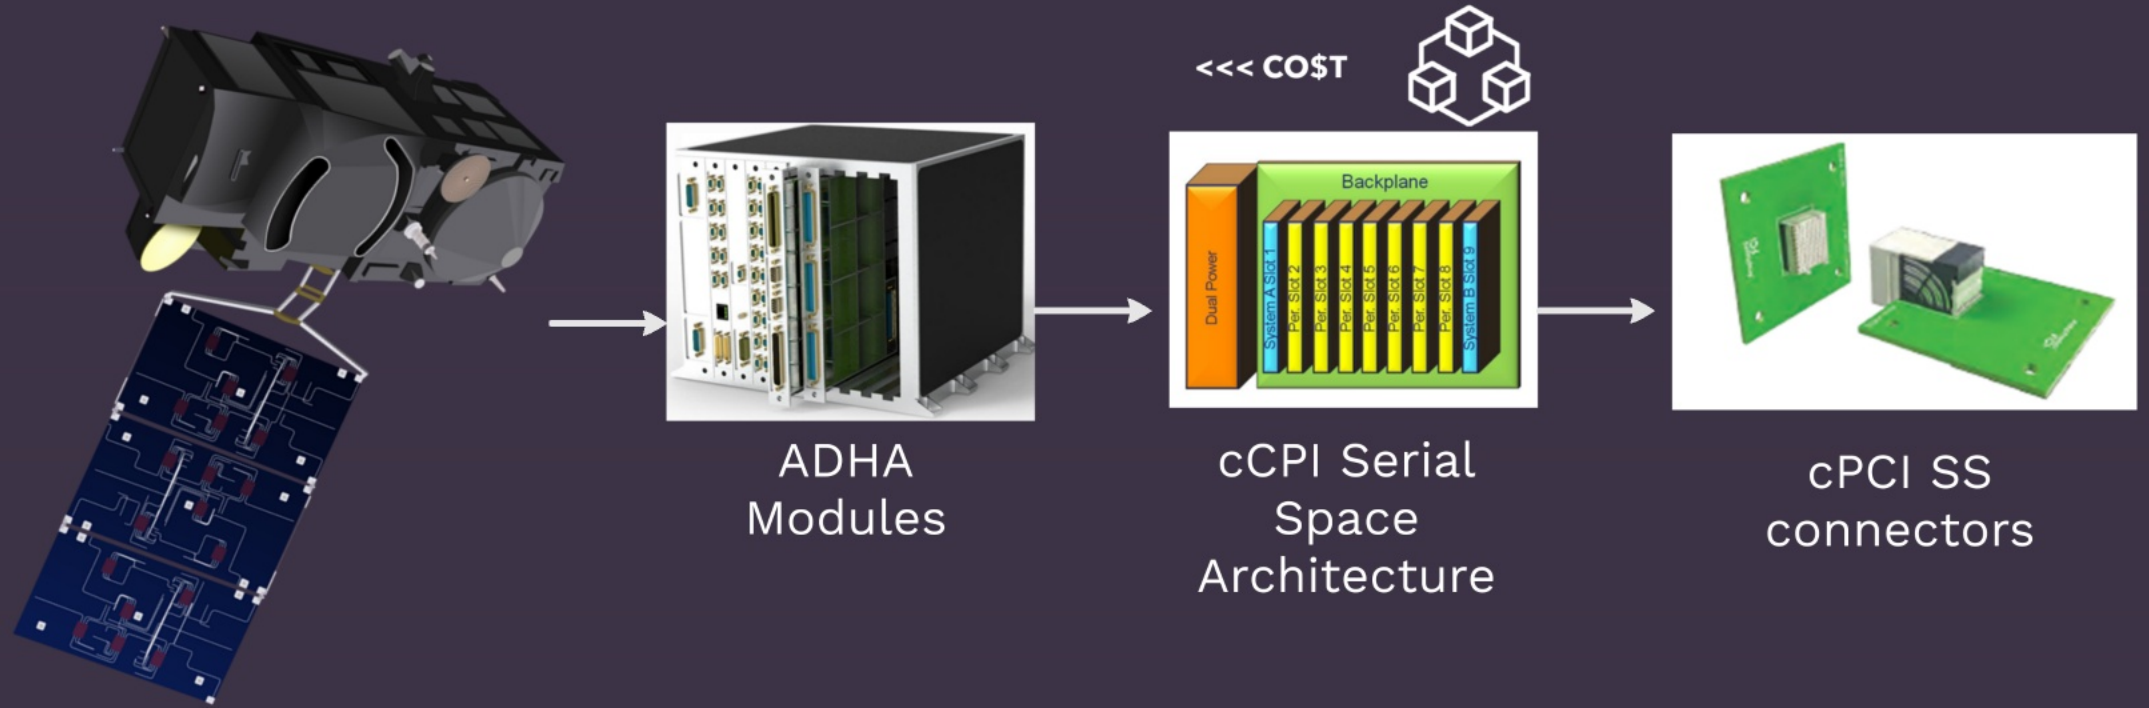 <<< CO$T
Backplane
Dual Power
System A Slot 1
Per. Slot 2
Per. Slot 3
Per. Slot 4
Per. Slot 5
Per. Slot 6
Per. Slot 7
Per. Slot 8
System B Slot 9
ADHA
Modules
cCPI Serial
Space
Architecture
cPCI SS
connectors